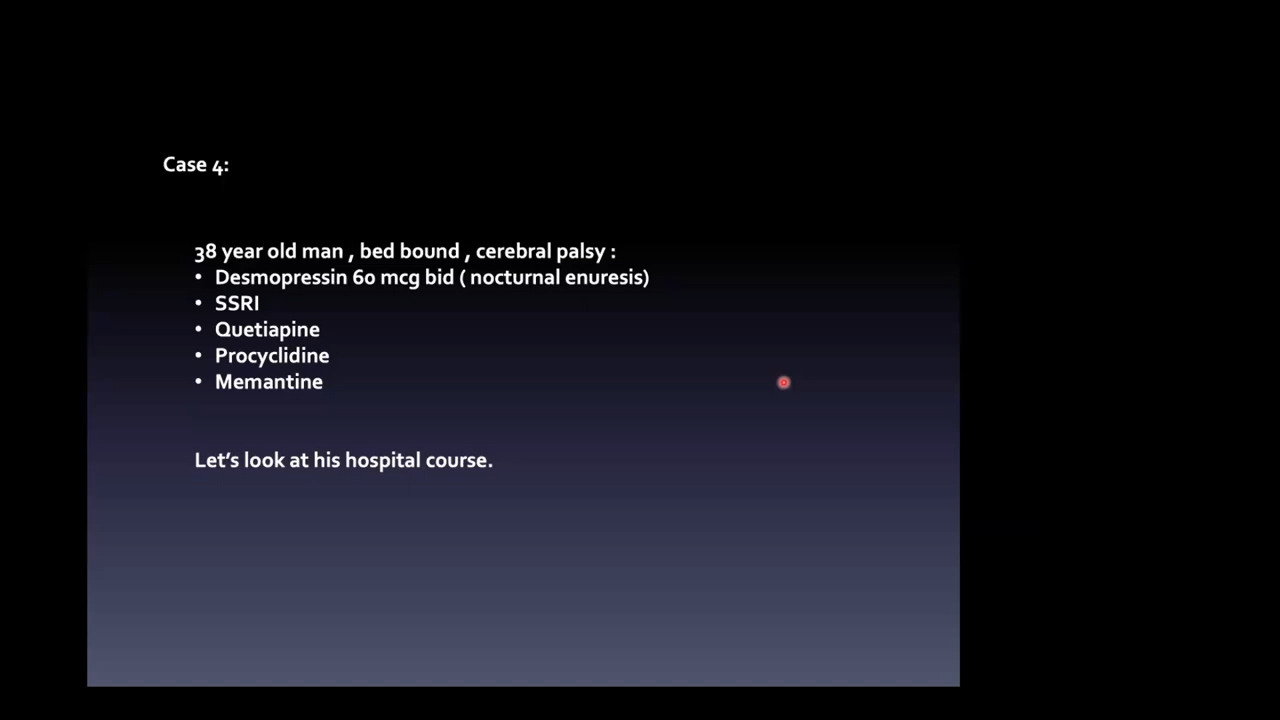 Case 4:
38 year old man , bed bound , cerebral palsy :
• Desmopressin 60 mcg bid ( nocturnal enuresis)
• SSRI
• Quetiapine
• Procyclidine
• Memantine
Let’s look at his hospital course.